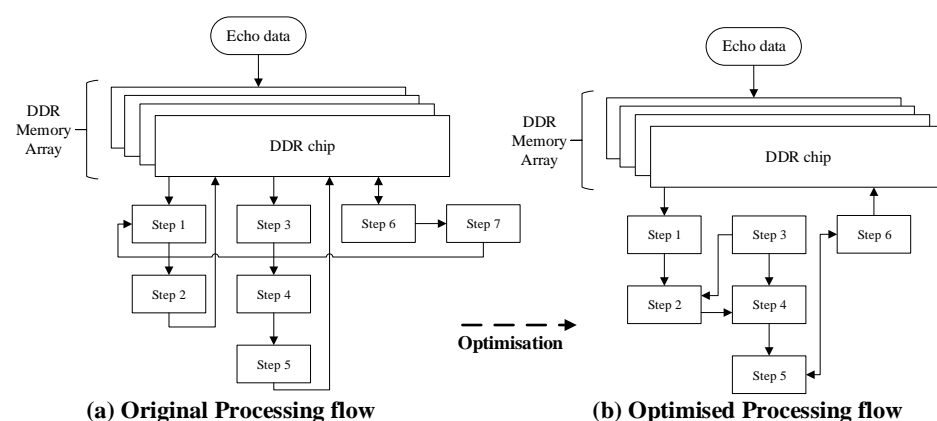 Echo data
DDR
Memory
Array
DDR chip
Step 1
Step 3
Step 6
Step 7
Step 2
Step 4
Step 5
(a) Original Processing flow
Optimisation
Echo data
DDR
Memory
Array
DDR chip
Step 1
Step 3
Step 6
Step 2
Step 4
Step 5
(b) Optimised Processing flow